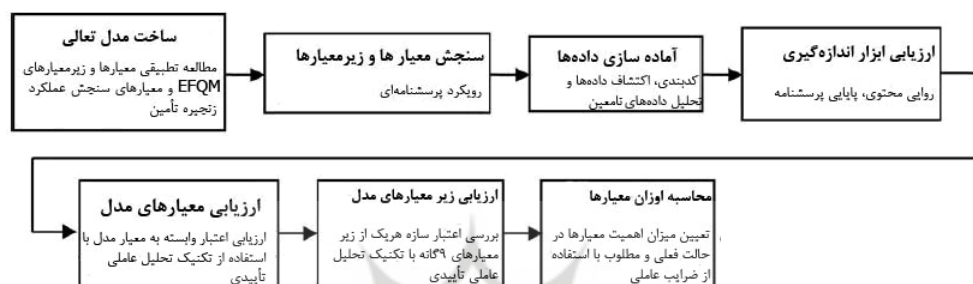 ساخت مدل تعالی
مطالعه تطبیقی معیارها و زیرمعیارهای
EFQM و معیارهای سنجش عملکرد
زنجیره تأمین
سنجش معیار ها و زیرمعیارها
رویکرد پرسشنامه‌ای
آماده سازی داده‌ها
کدبندی، اکتشاف داده‌ها و
تحلیل داده‌های نامعین
ارزیابی ابزار اندازه‌گیری
روایی محتوی، پایایی پرسشنامه
ارزیابی معیارهای مدل
ارزیابی اعتبار وابسته به معیار مدل با
استفاده از تکنیک تحلیل عاملی
تأییدی
ارزیابی زیر معیارهای مدل
بررسی اعتبار سازه هریک از زیر
معیارهای ۹گانه با تکنیک تحلیل
عاملی تأییدی
محاسبه اوزان معیارها
تعیین میزان اهمیت معیارها در
حالت فعلی و مطلوب با استفاده
از ضرایب عاملی